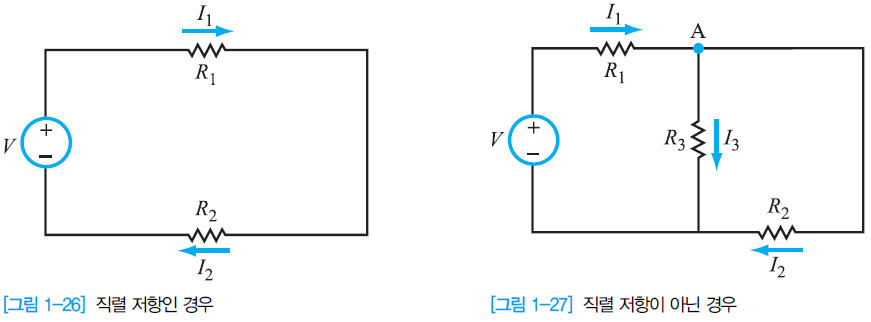 I₁
R₁
V
+
−
R₂
I₂
[그림 1-26] 직렬 저항인 경우
I₁
A
R₁
V
+
−
R₃
I₃
R₂
I₂
[그림 1-27] 직렬 저항이 아닌 경우